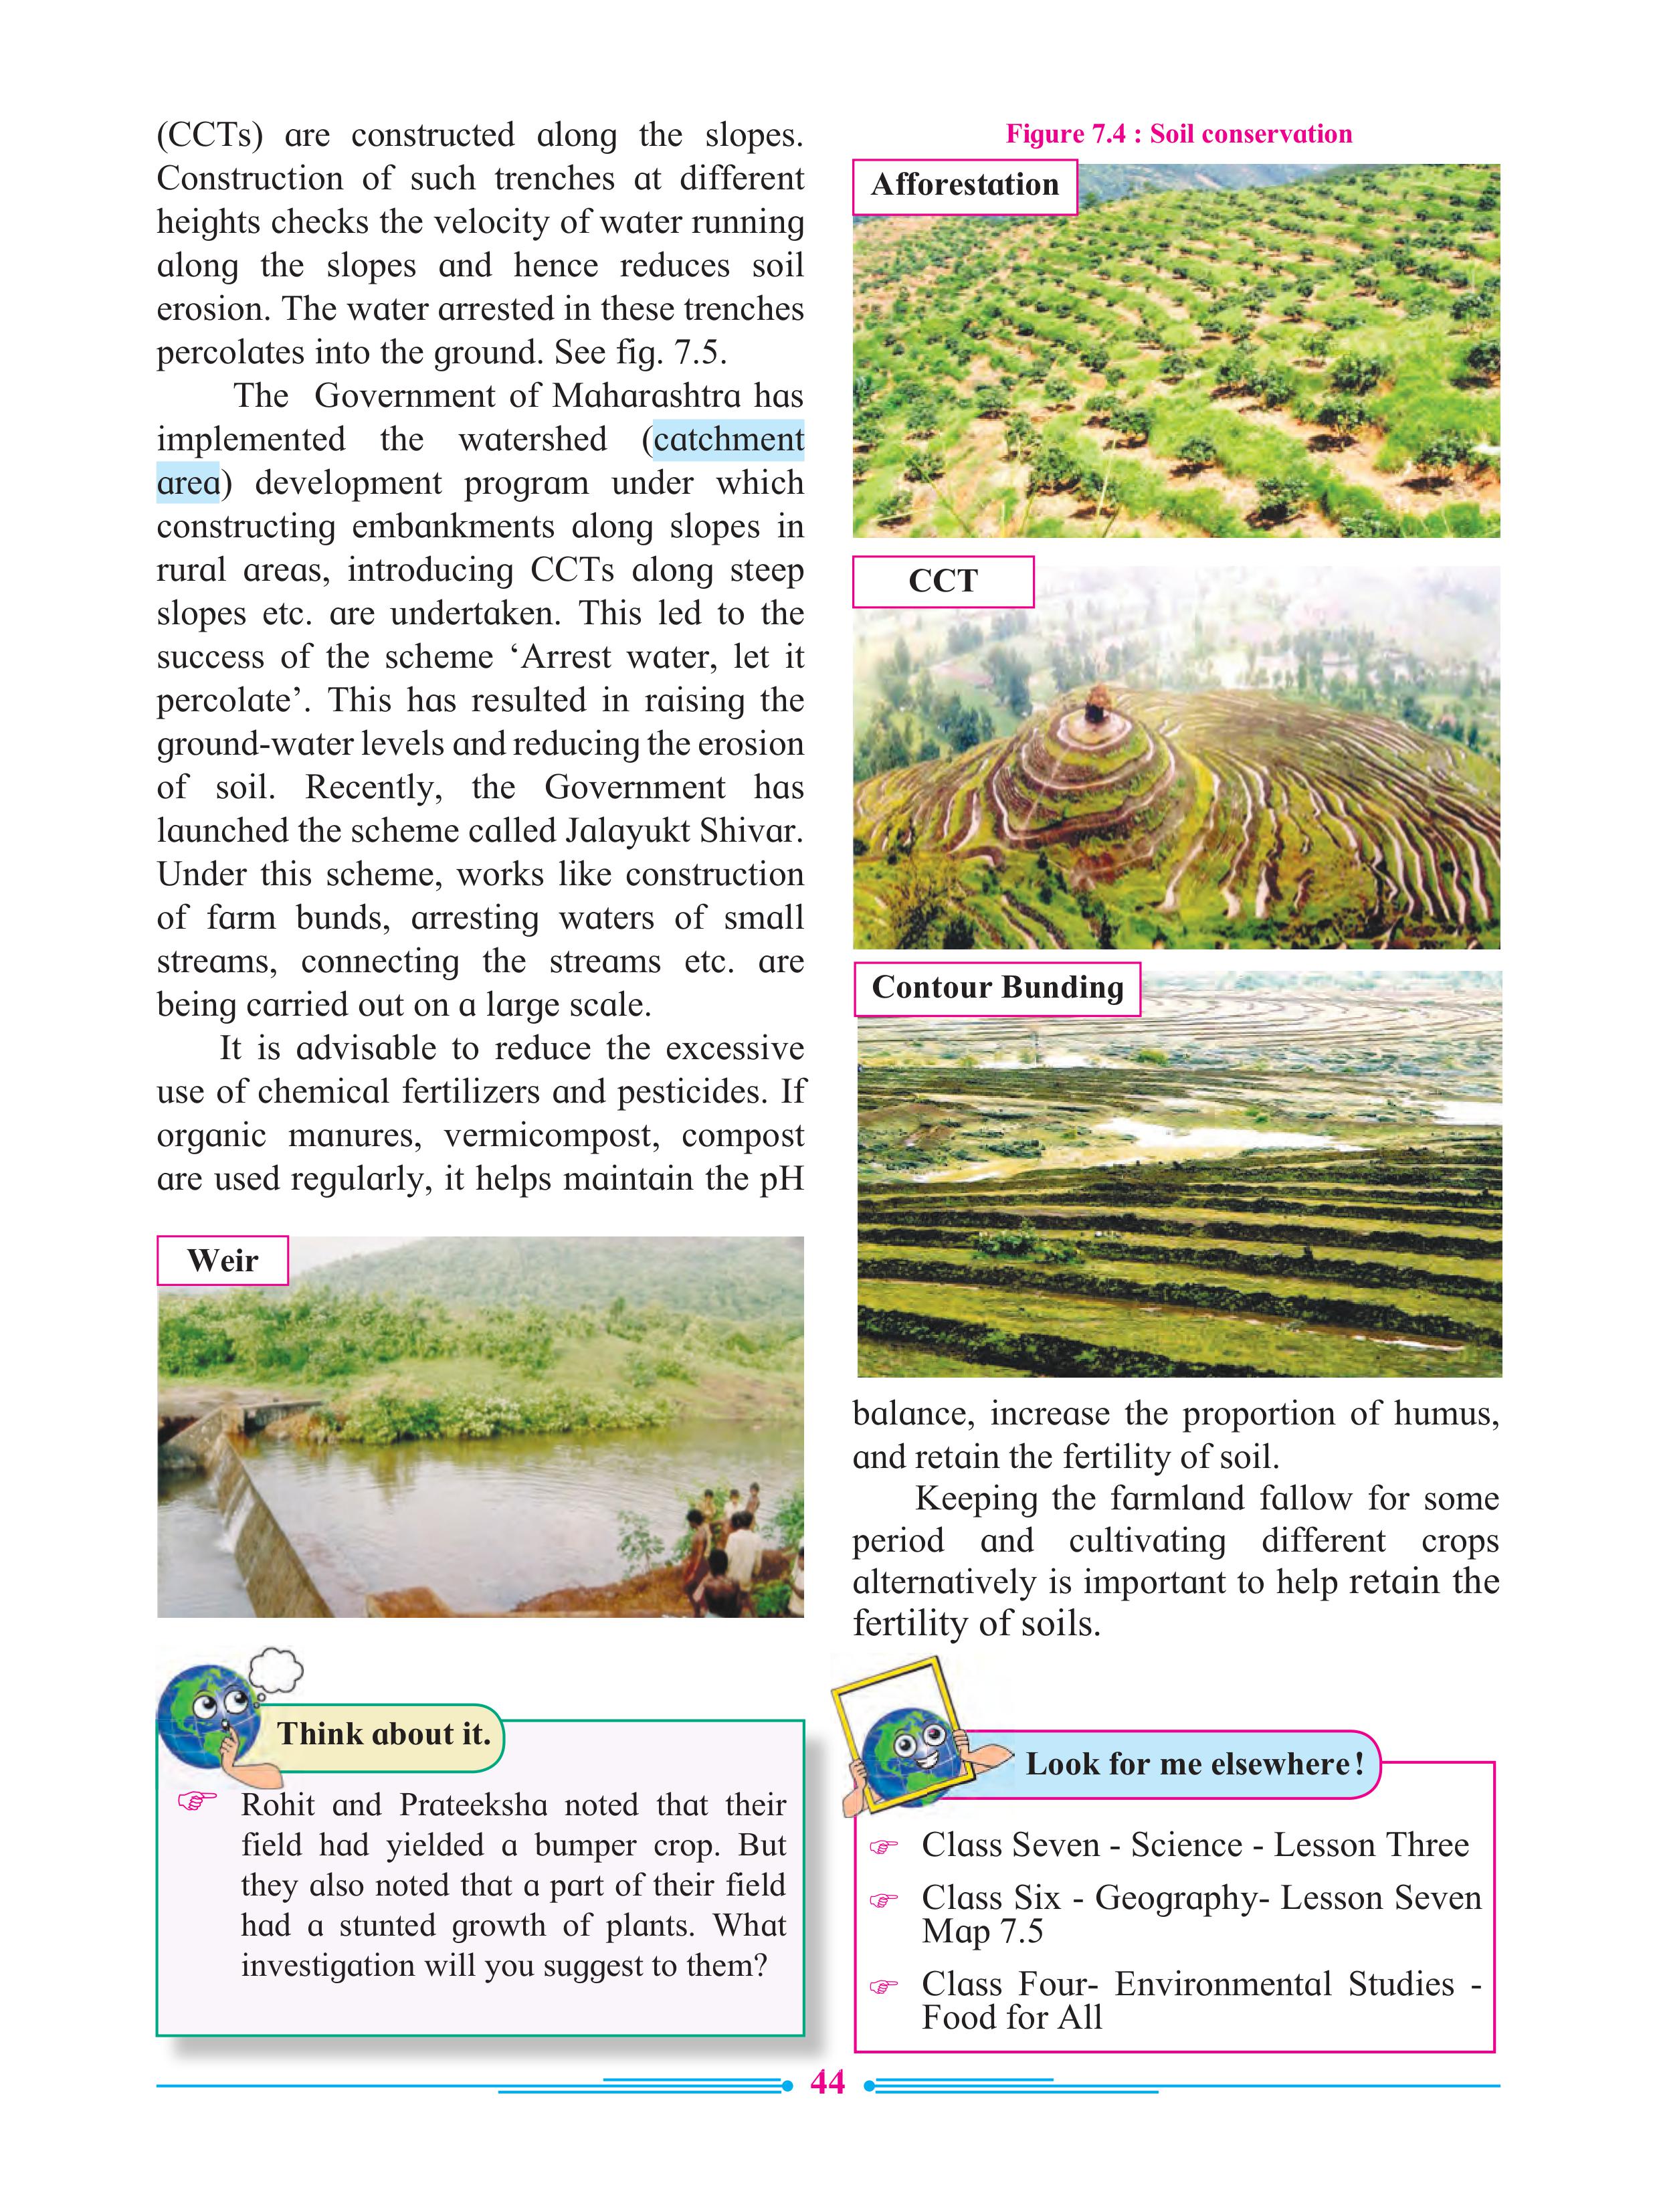 (CCTs) are constructed along the slopes.
Construction of such trenches at different
heights checks the velocity of water running
along the slopes and hence reduces soil
erosion. The water arrested in these trenches
percolates into the ground. See fig. 7.5.
The Government of Maharashtra has
implemented the watershed (catchment
area) development program under which
constructing embankments along slopes in
rural areas, introducing CCTs along steep
slopes etc. are undertaken. This led to the
success of the scheme ‘Arrest water, let it
percolate’. This has resulted in raising the
ground-water levels and reducing the erosion
of soil. Recently, the Government has
launched the scheme called Jalayukt Shivar.
Under this scheme, works like construction
of farm bunds, arresting waters of small
streams, connecting the streams etc. are
being carried out on a large scale.
It is advisable to reduce the excessive
use of chemical fertilizers and pesticides. If
organic manures, vermicompost, compost
are used regularly, it helps maintain the pH
Weir
Figure 7.4 : Soil conservation
Afforestation
CCT
Contour Bunding
balance, increase the proportion of humus,
and retain the fertility of soil.
Keeping the farmland fallow for some
period and cultivating different crops
alternatively is important to help retain the
fertility of soils.
Think about it.
Rohit and Prateeksha noted that their
field had yielded a bumper crop. But
they also noted that a part of their field
had a stunted growth of plants. What
investigation will you suggest to them?
Look for me elsewhere!
Class Seven - Science - Lesson Three
Class Six - Geography- Lesson Seven
Map 7.5
Class Four- Environmental Studies -
Food for All
44